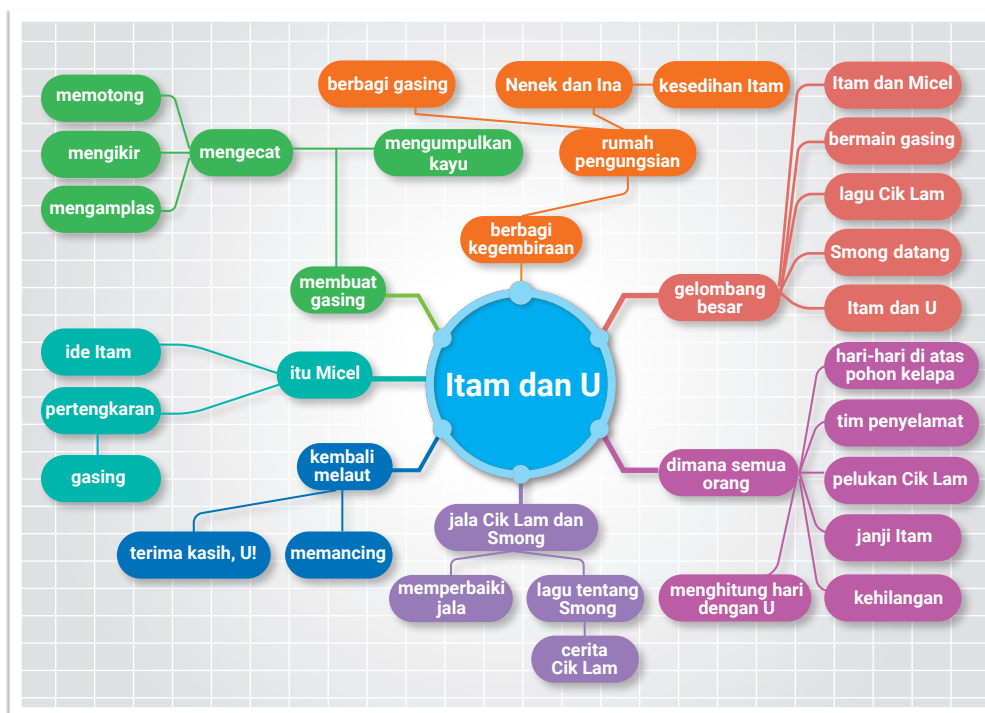 berbagi gasing
Nenek dan Ina
kesedihan Itam
rumah
pengungsian
berbagi
kegembiraan
memotong
mengikir
mengamplas
mengecat
mengumpulkan
kayu
membuat
gasing
Itam dan Micel
bermain gasing
lagu Cik Lam
Smong datang
Itam dan U
gelombang
besar
ide Itam
pertengkaran
gasing
itu Micel
Itam dan U
hari-hari di atas
pohon kelapa
tim penyelamat
pelukan Cik Lam
janji Itam
kehilangan
menghitung hari
dengan U
dimana semua
orang
kembali
melaut
terima kasih, U!
memancing
jala Cik Lam dan
Smong
memperbaiki
jala
lagu tentang
Smong
cerita
Cik Lam